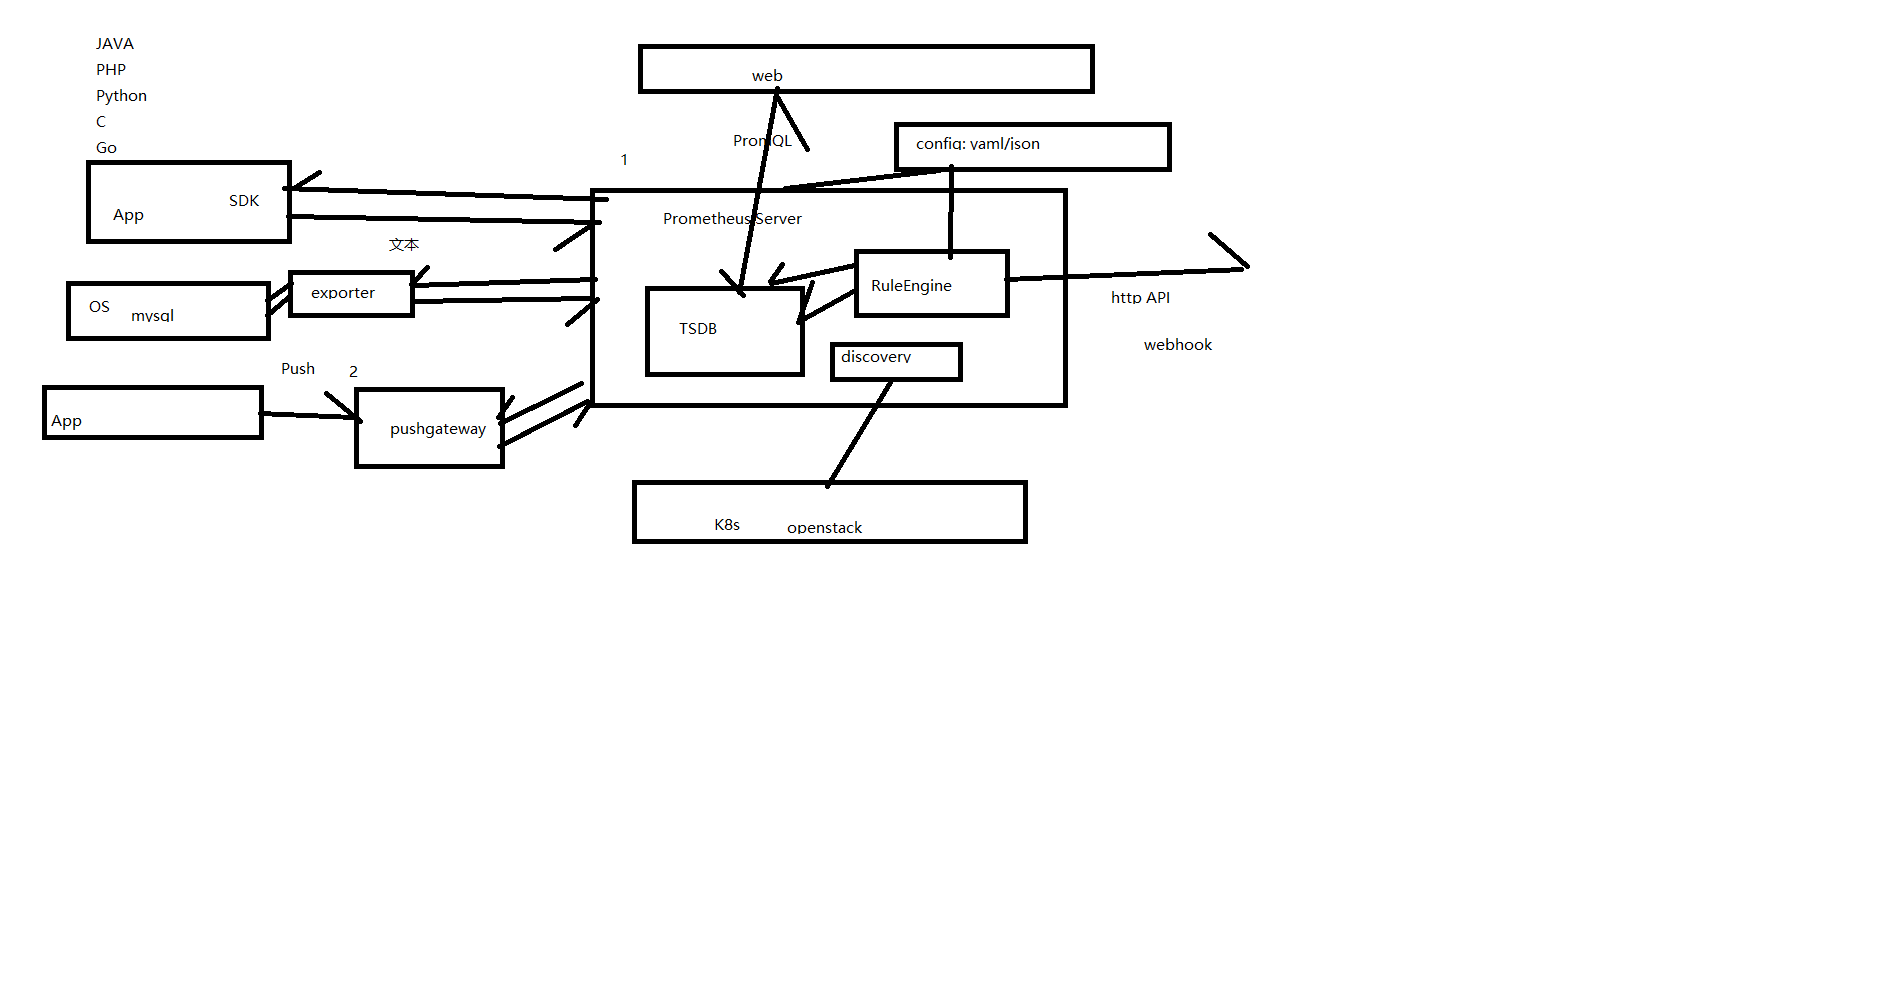 JAVA
PHP
Python
C
Go
web
PromQL
config: yaml/json
1
SDK
App
Prometheus Server
文本
exporter
OS
mysql
RuleEngine
http API
TSDB
webhook
discovery
Push
2
App
pushgateway
K8s
openstack